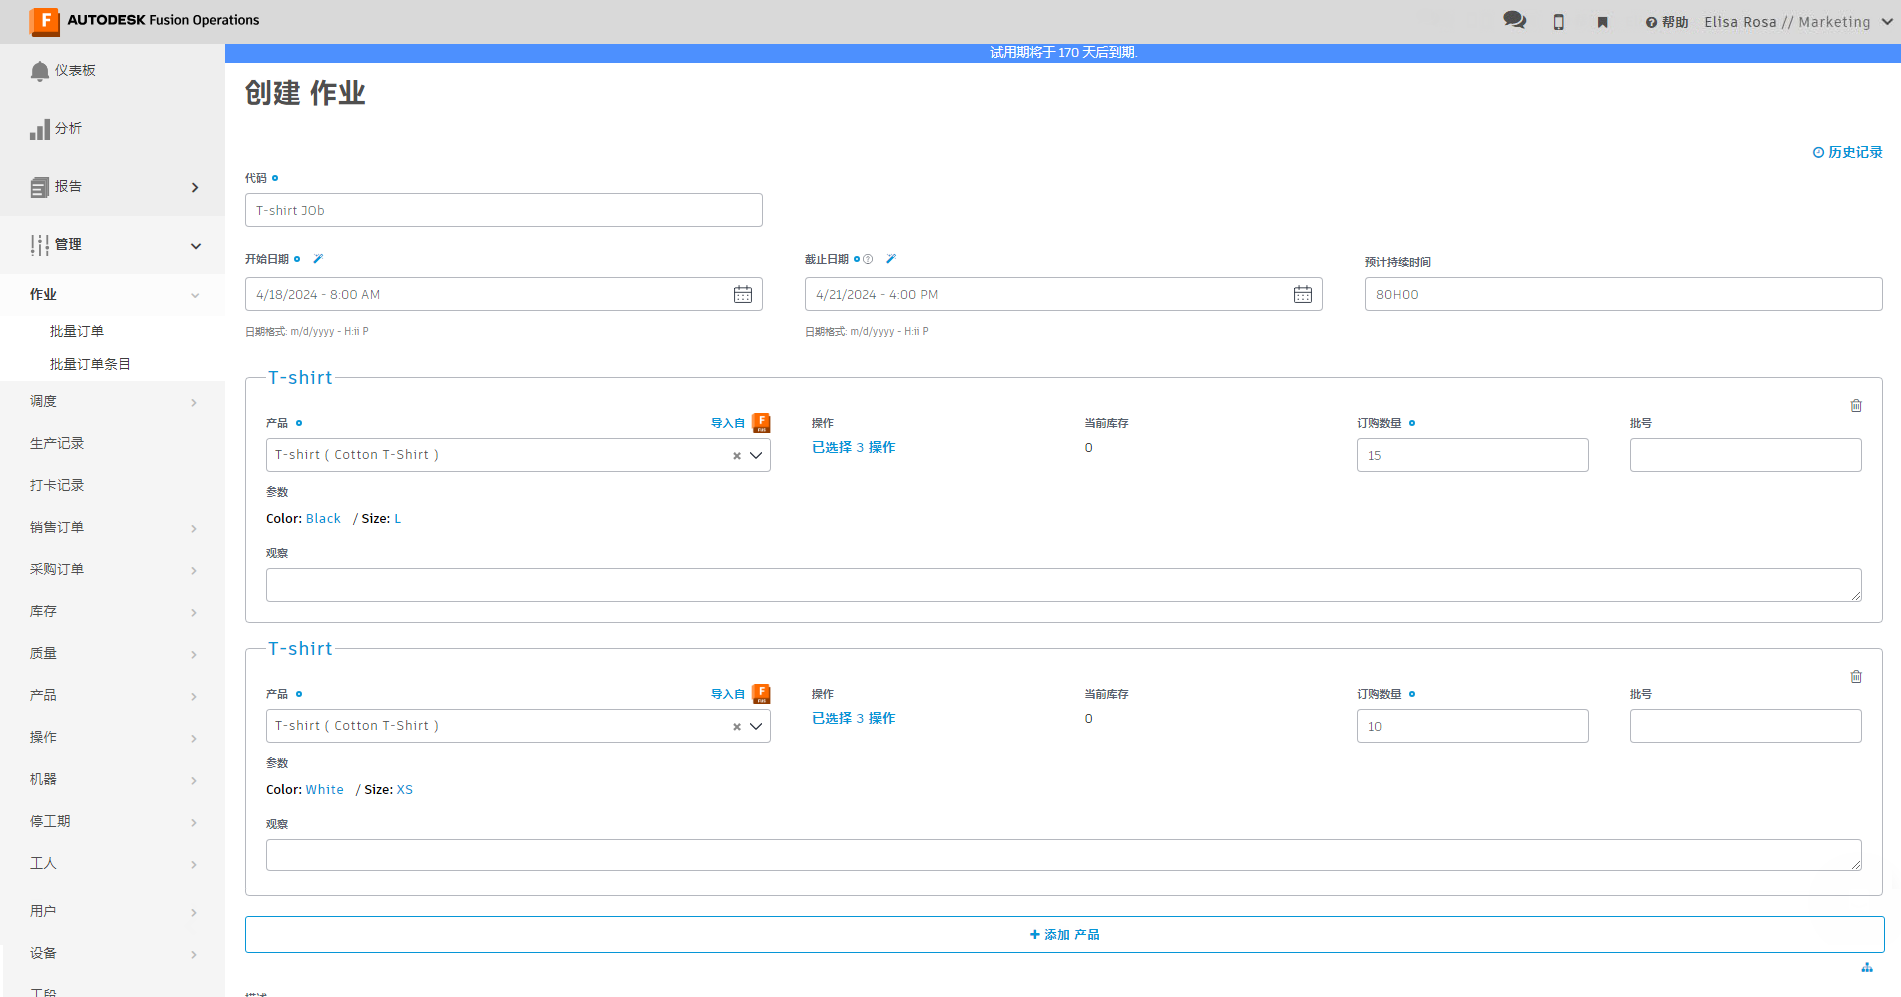 AUTODESK Fusion Operations
帮助
Elisa Rosa // Marketing
试用期将于 170 天后到期.
仪表板
分析
报告
管理
作业
批量订单
批量订单条目
调度
生产记录
打卡记录
销售订单
采购订单
库存
质量
产品
操作
机器
停工期
工人
用户
设备
工段
创建 作业
历史记录
代码
T-shirt JOb
开始日期
4/18/2024 - 8:00 AM
日期格式: m/d/yyyy - H:ii P
截止日期
4/21/2024 - 4:00 PM
日期格式: m/d/yyyy - H:ii P
预计持续时间
80H00
T-shirt
产品
导入自
操作
当前库存
订购数量
批号
T-shirt ( Cotton T-Shirt )
已选择 3 操作
0
15
参数
Color: Black / Size: L
观察
T-shirt
产品
导入自
操作
当前库存
订购数量
批号
T-shirt ( Cotton T-Shirt )
已选择 3 操作
0
10
参数
Color: White / Size: XS
观察
+ 添加 产品
描述